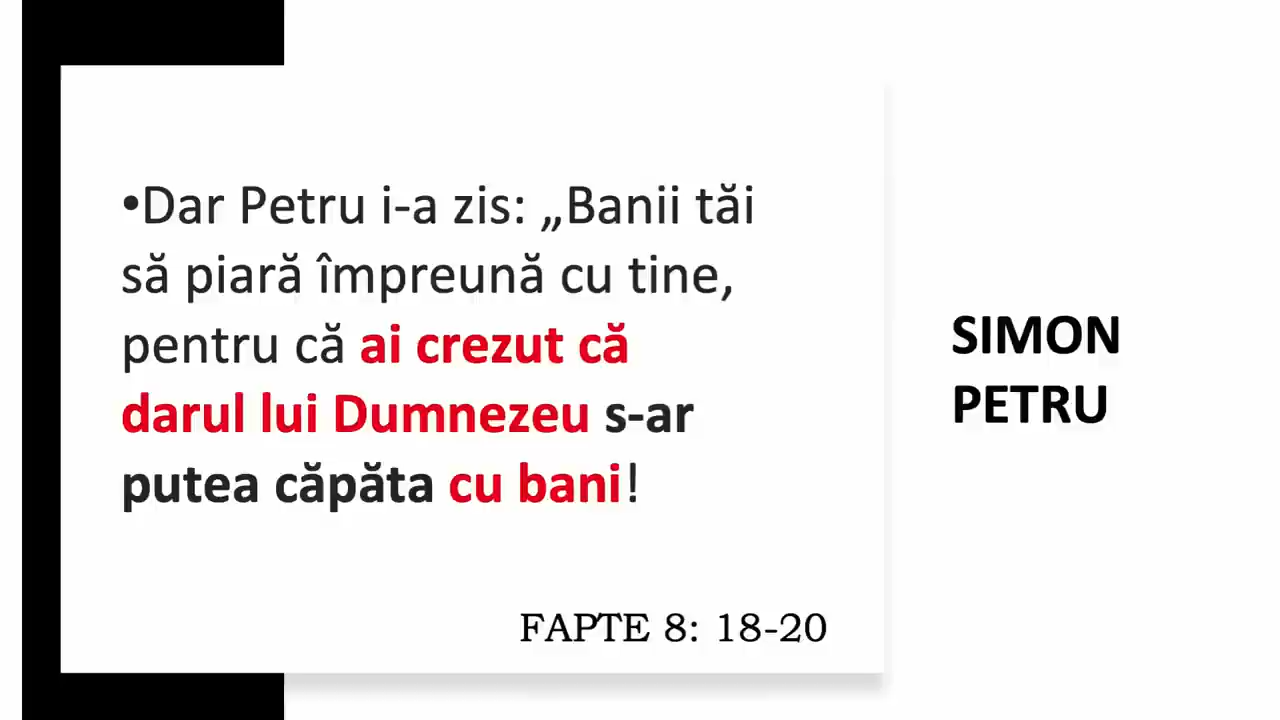 •Dar Petru i-a zis: „Banii tăi
să piară împreună cu tine,
pentru că ai crezut că
darul lui Dumnezeu s-ar
putea căpăta cu bani!
FAPTE 8: 18-20
SIMON
PETRU